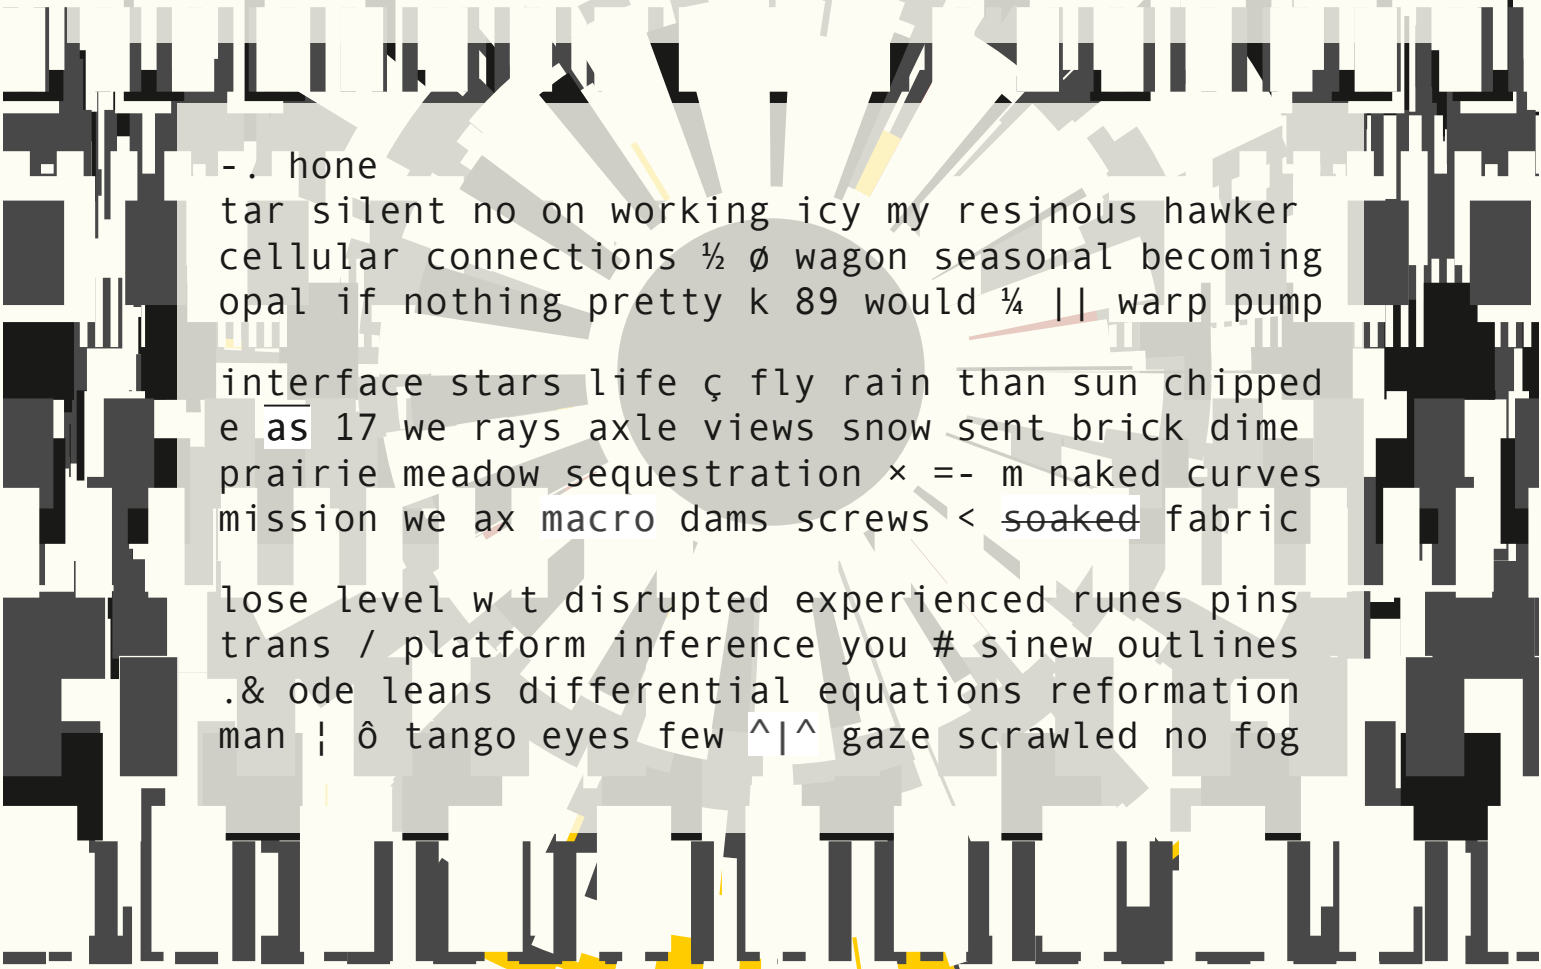 -. hone
tar silent no on working icy my resinous hawker
cellular connections ½ ø wagon seasonal becoming
opal if nothing pretty k 89 would ¼ || warp pump
interface stars life ç fly rain than sun chipped
e as 17 we rays axle views snow sent brick dime
prairie meadow sequestration × =- m naked curves
mission we ax macro dams screws < soaked fabric
lose level w t disrupted experienced runes pins
trans / platform inference you # sinew outlines
.& ode leans differential equations reformation
man ¦ ô tango eyes few ^|^ gaze scrawled no fog